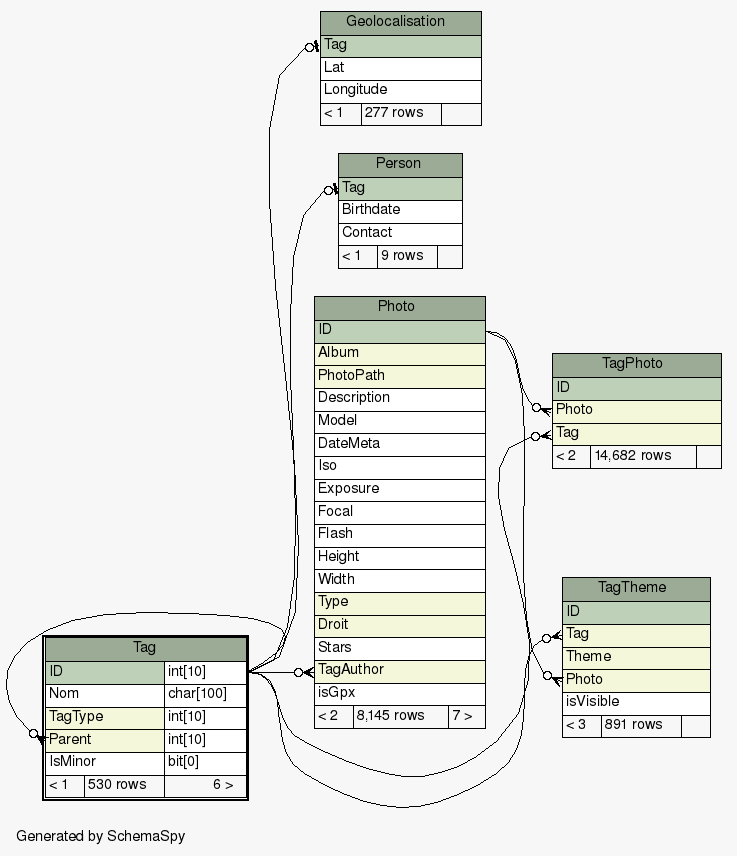 Geolocalisation
Tag
Lat
Longitude
< 1 277 rows
Person
Tag
Birthdate
Contact
< 1 9 rows
Photo
ID
Album
PhotoPath
Description
Model
DateMeta
Iso
Exposure
Focal
Flash
Height
Width
Type
Droit
Stars
TagAuthor
isGpx
< 2 8,145 rows 7 >
TagPhoto
ID
Photo
Tag
< 2 14,682 rows
TagTheme
ID
Tag
Theme
Photo
isVisible
< 3 891 rows
Tag
ID int[10]
Nom char[100]
TagType int[10]
Parent int[10]
IsMinor bit[0]
< 1 530 rows 6 >
Generated by SchemaSpy